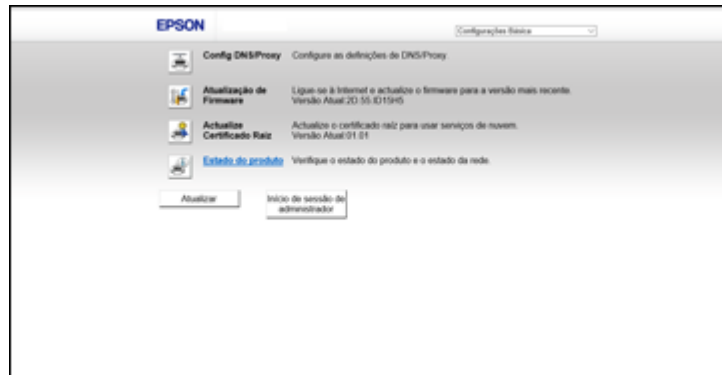 EPSON
Configurações Básica
Config DNS/Proxy Configure as definições de DNS/Proxy.
Atualização de Firmware Ligue-se à Internet e actualize o firmware para a versão mais recente.
Versão Atual:2D.55.ID15H5
Actualize Certificado Raiz Actualize o certificado raiz para usar serviços de nuvem.
Versão Atual:01.01
Estado do produto Verifique o estado do produto e o estado da rede.
Atualizar
Início de sessão de
administrador